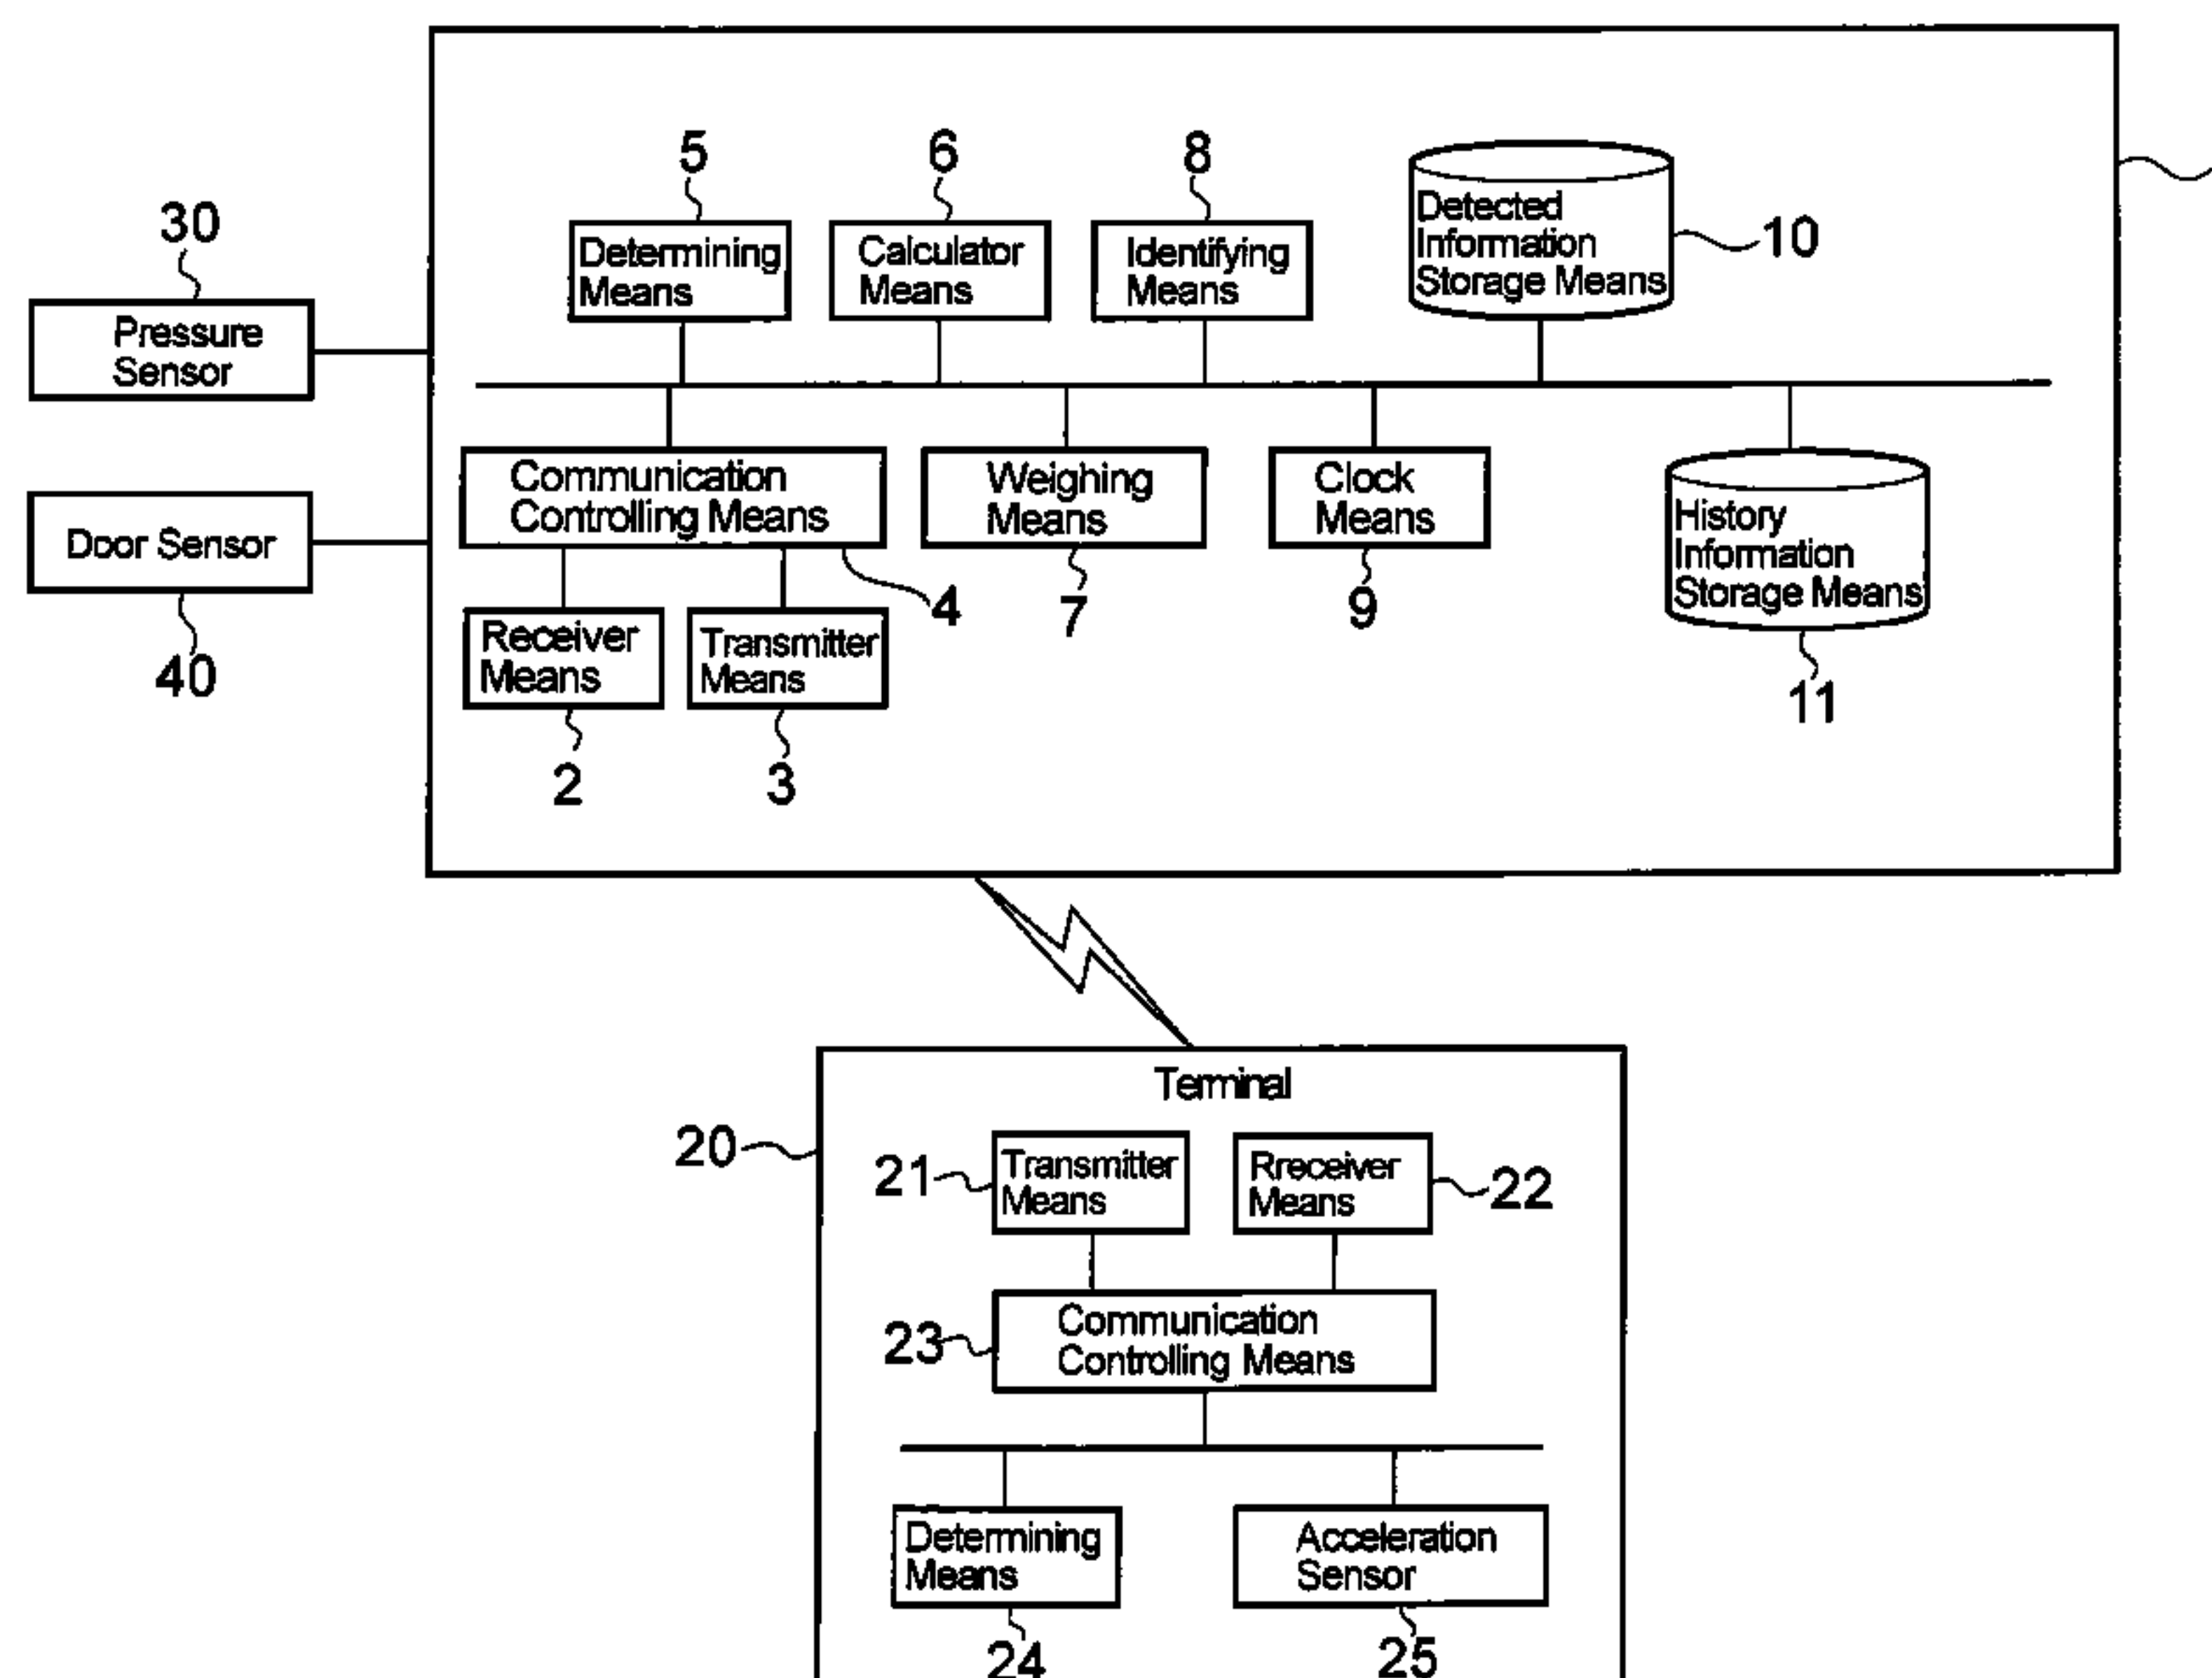 5
6
8
Detected
Information
Storage Means
10
Determining
Means
Calculator
Means
Identifying
Means
30
Pressure
Sensor
Communication
Controlling Means
4
Weighing
Means
7
Clock
Means
9
History
Information
Storage Means
11
Door Sensor
40
Receiver
Means
2
Transmitter
Means
3
Terminal
20
21
Transmitter
Means
Rreceiver
Means
22
23
Communication
Controlling Means
Determining
Means
24
Acceleration
Sensor
25